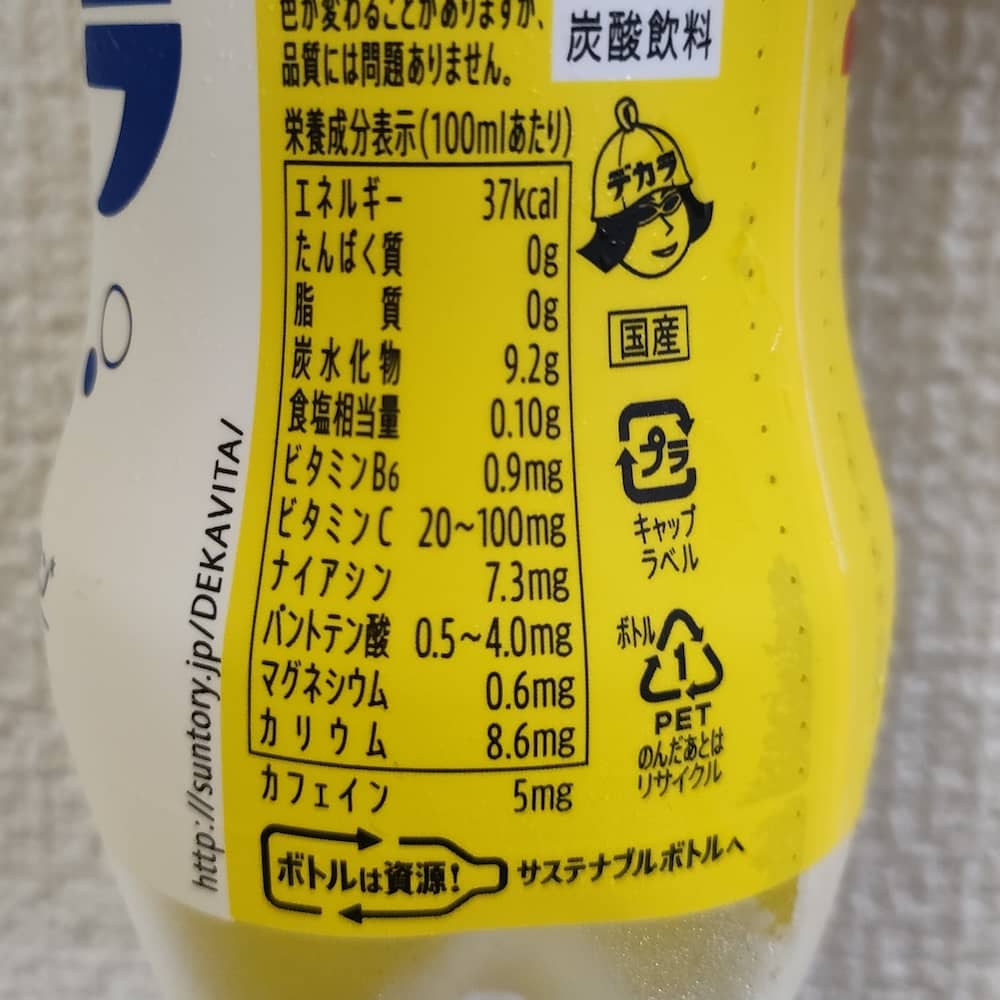 色が変わることがありますが、
品質には問題ありません。
炭酸飲料
栄養成分表示(100mlあたり)
エネルギー 37kcal
たんぱく質 0g
脂質 0g
炭水化物 9.2g
食塩相当量 0.10g
ビタミンB6 0.9mg
ビタミンC 20~100mg
ナイアシン 7.3mg
パントテン酸 0.5~4.0mg
マグネシウム 0.6mg
カリウム 8.6mg
カフェイン 5mg
ボトルは資源!
サステナブルボトルへ
デカラ
国産
プラ
キャップ
ラベル
ボトル
1
PET
のんだあとは
リサイクル
http://suntory.jp/DEKAVITA/